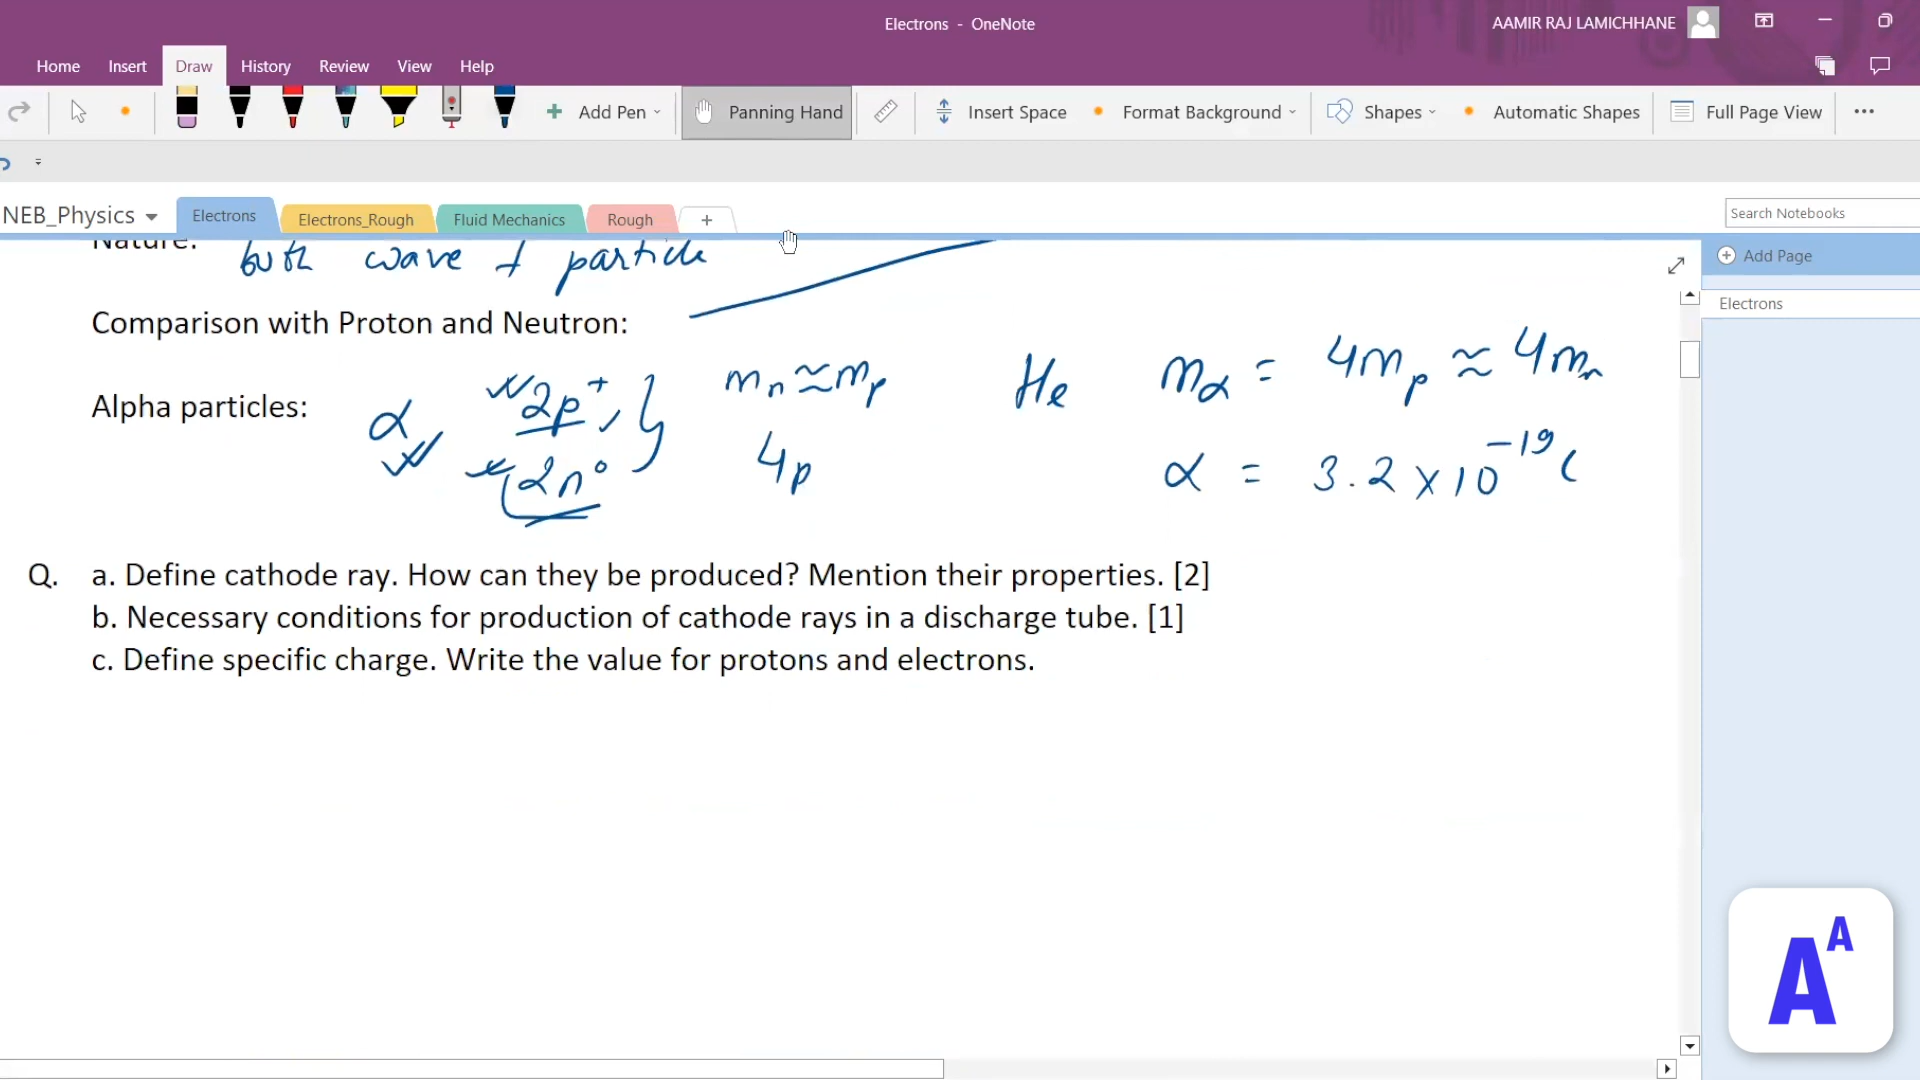 Electrons - OneNote
AAMIR RAJ LAMICHHANE
Home Insert Draw History Review View Help
Add Pen Panning Hand Insert Space Format Background Shapes Automatic Shapes Full Page View
NEB_Physics Electrons Electrons_Rough Fluid Mechanics Rough + Search Notebooks
Nature: both wave + particle
Add Page
Electrons
Comparison with Proton and Neutron:
Alpha particles: α 2p⁺, mₙ ≈ mₚ He mα = 4mₚ ≈ 4mₙ
2n⁰ 4p α = 3.2 × 10⁻¹⁹ C
Q. a. Define cathode ray. How can they be produced? Mention their properties. [2]
b. Necessary conditions for production of cathode rays in a discharge tube. [1]
c. Define specific charge. Write the value for protons and electrons.
A A